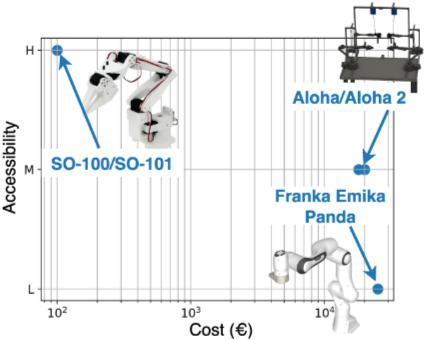 H
Aloha/Aloha 2
SO-100/SO-101
M
Franka Emika
Panda
L
Accessibility
10²
10³
10⁴
Cost (€)